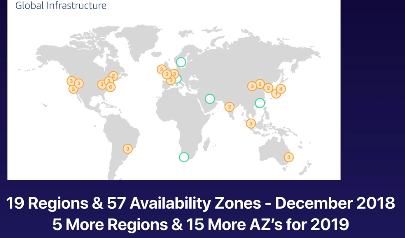 Global Infrastructure
19 Regions & 57 Availability Zones - December 2018
5 More Regions & 15 More AZ's for 2019